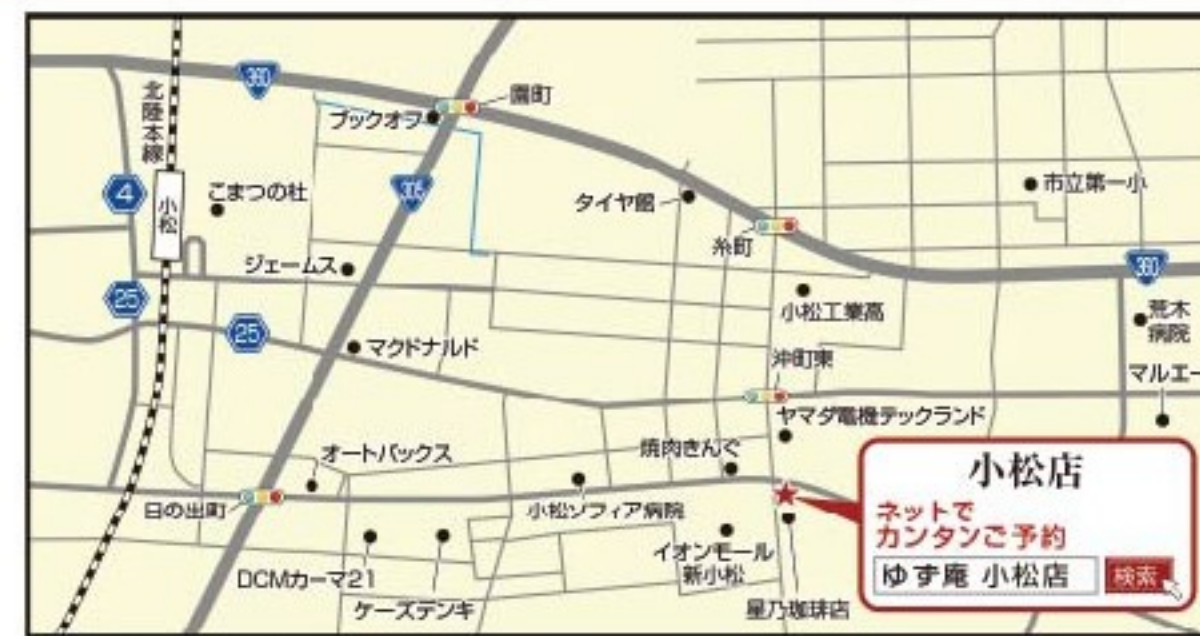 360
北陸本線
園町
ブックオフ
4
小松
こまつの杜
305
タイヤ館
市立第一小
糸町
ジェームス
360
25
小松工業高
荒木
病院
25
マクドナルド
沖町東
マルエー
ヤマダ電機テックランド
オートバックス
焼肉きんぐ
小松店
日の出町
小松ソフィア病院
ネットで
カンタンご予約
イオンモール
新小松
ゆず庵 小松店
検索
DCMカーマ21
ケーズデンキ
星乃珈琲店